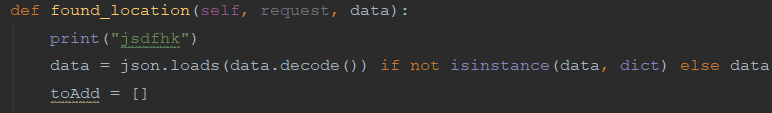 def found_location(self, request, data):
print("jsdfhk")
data = json.loads(data.decode()) if not isinstance(data, dict) else data
toAdd = []